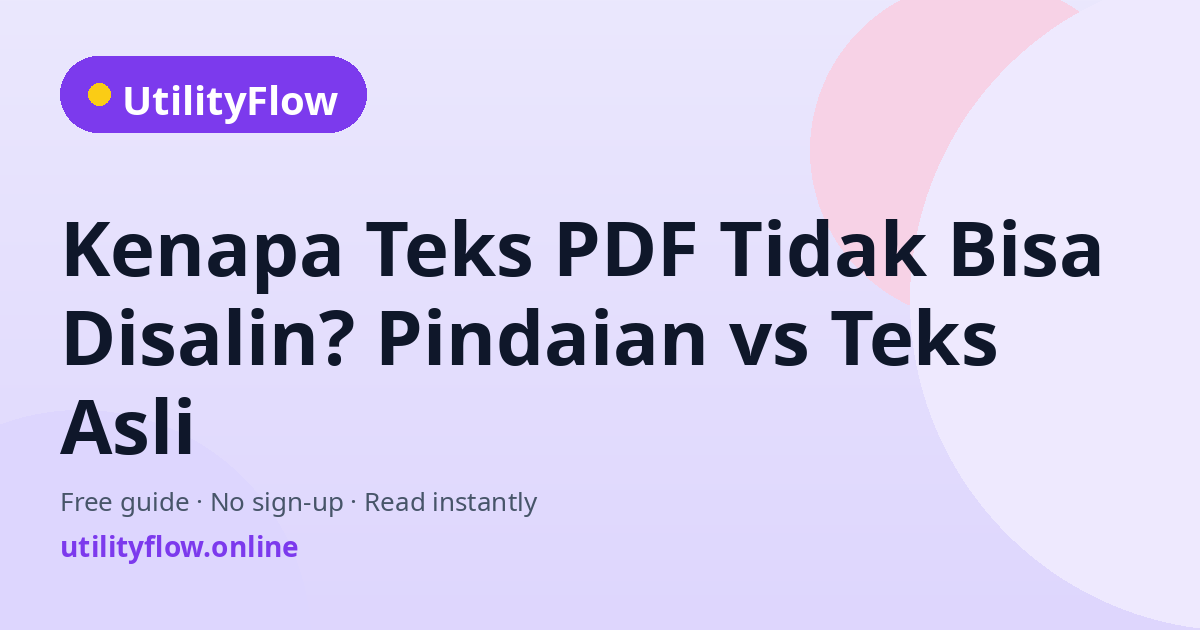 UtilityFlow
Kenapa Teks PDF Tidak Bisa
Disalin? Pindaian vs Teks
Asli
Free guide · No sign-up · Read instantly
utilityflow.online